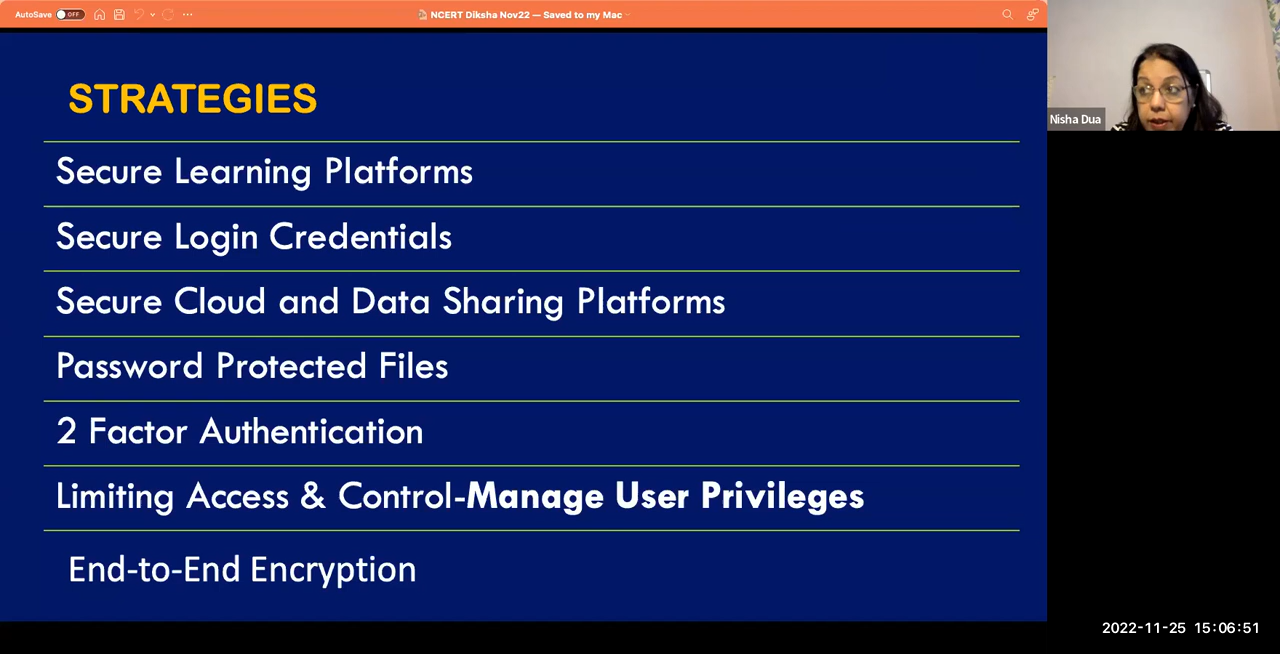 AutoSave OFF
NCERT Diksha Nov22 — Saved to my Mac
STRATEGIES
Secure Learning Platforms
Secure Login Credentials
Secure Cloud and Data Sharing Platforms
Password Protected Files
2 Factor Authentication
Limiting Access & Control-Manage User Privileges
End-to-End Encryption
Nisha Dua
2022-11-25 15:06:51